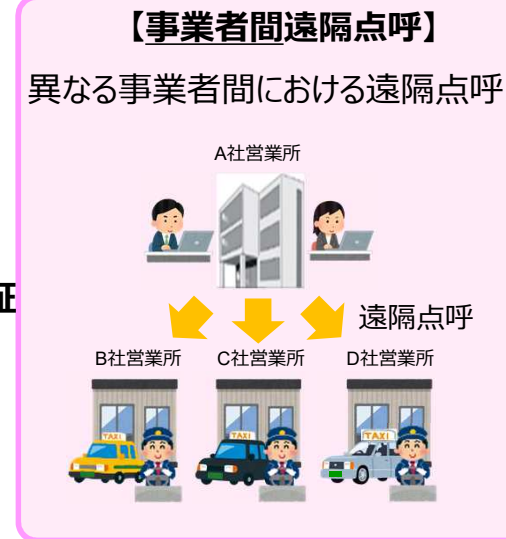 【事業者間遠隔点呼】
異なる事業者間における遠隔点呼
A社営業所
正
遠隔点呼
B社営業所 C社営業所 D社営業所
TAXI TAXI TAXI